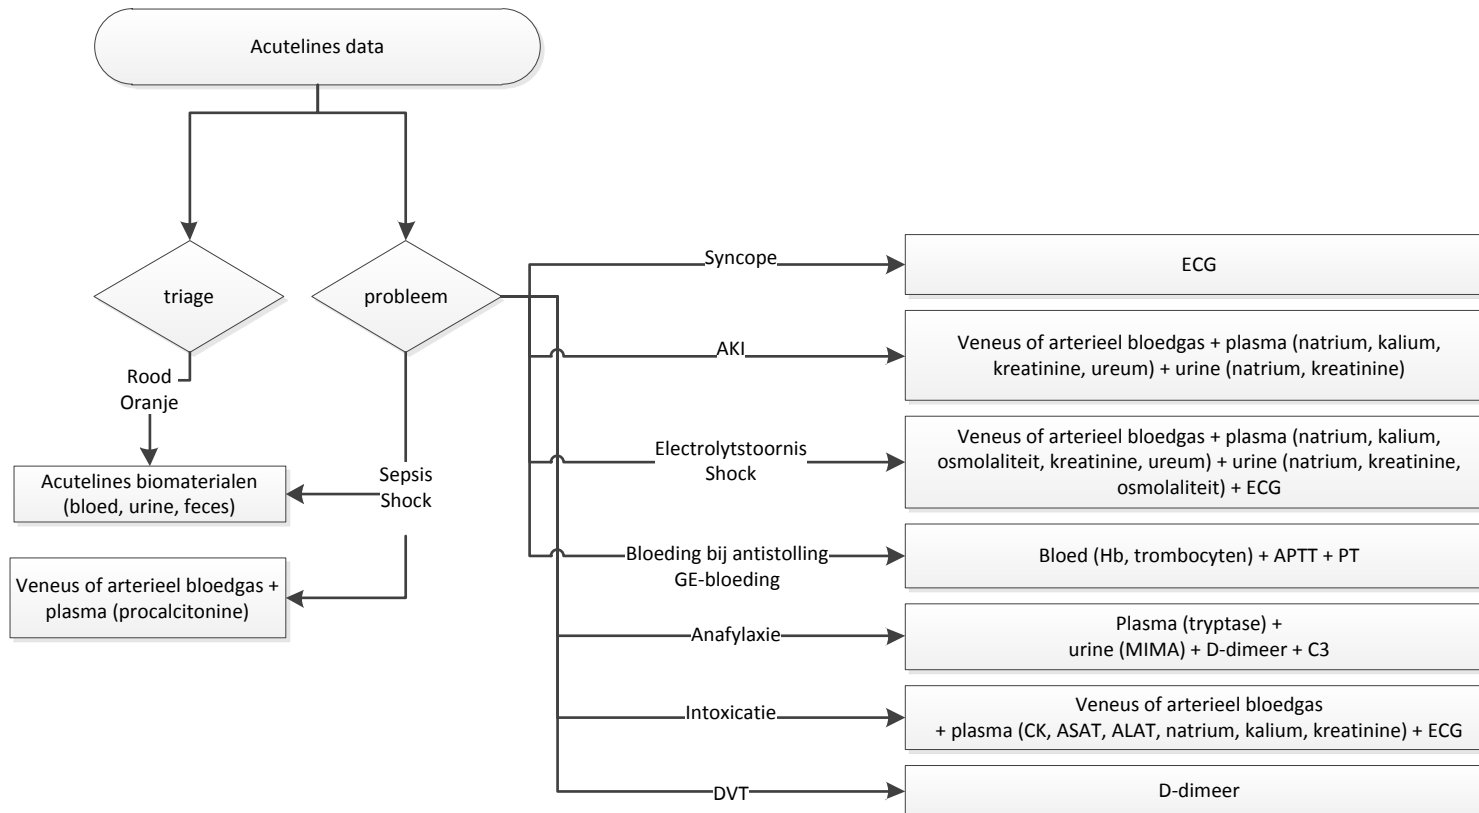 Acutelines data
triage
probleem
Rood
Oranje
Acutelines biomaterialen
(bloed, urine, feces)
Sepsis
Shock
Veneus of arterieel bloedgas +
plasma (procalcitonine)
Syncope
ECG
AKI
Veneus of arterieel bloedgas + plasma (natrium, kalium,
kreatinine, ureum) + urine (natrium, kreatinine)
Electrolytstoornis
Shock
Veneus of arterieel bloedgas + plasma (natrium, kalium,
osmolaliteit, kreatinine, ureum) + urine (natrium, kreatinine,
osmolaliteit) + ECG
Bloeding bij antistolling
GE-bloeding
Bloed (Hb, trombocyten) + APTT + PT
Anafylaxie
Plasma (tryptase) +
urine (MIMA) + D-dimeer + C3
Intoxicatie
Veneus of arterieel bloedgas
+ plasma (CK, ASAT, ALAT, natrium, kalium, kreatinine) + ECG
DVT
D-dimeer